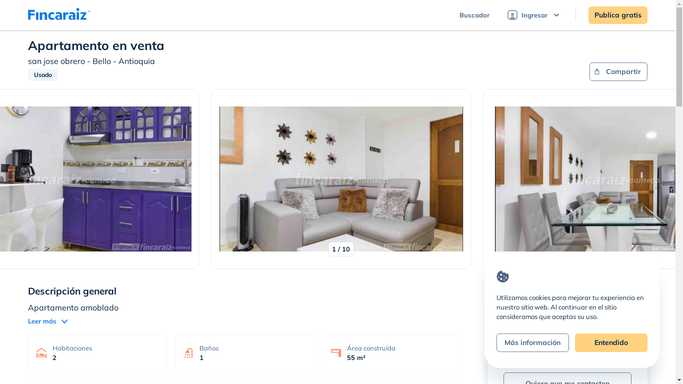 Fincaraiz
Buscador
Ingresar
Publica gratis
Apartamento en venta
san jose obrero - Bello - Antioquia
Usado
Compartir
fincaraiz
fincaraiz
fincaraiz
fincaraiz
fincaraiz
1 / 10
Descripción general
Apartamento amoblado
Leer más
Habitaciones
2
Baños
1
Área construida
55 m²
Utilizamos cookies para mejorar tu experiencia en
nuestro sitio web. Al continuar en el sitio
consideramos que aceptas su uso.
Más información
Entendido
Quiero que me contacten